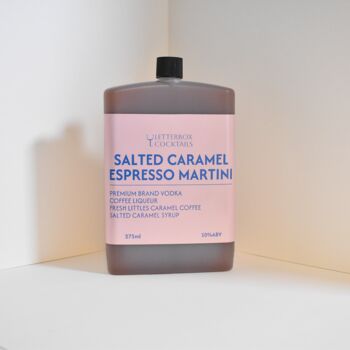 LETTERBOX
COCKTAILS
SALTED CARAMEL
ESPRESSO MARTINI
PREMIUM BRAND VODKA
COFFEE LIQUEUR
FRESH LITTLES CARAMEL COFFEE
SALTED CARAMEL SYRUP
375ml 10%ABV